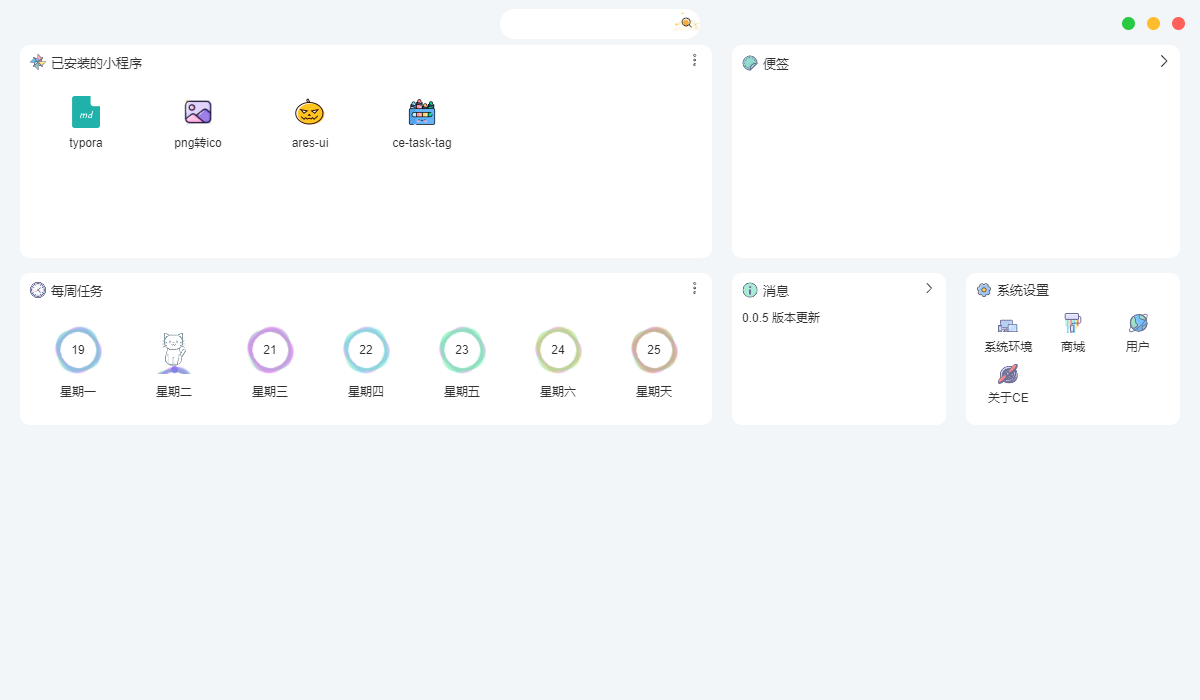 已安装的小程序
md
typora
png转ico
ares-ui
ce-task-tag
便签
每周任务
19
21
22
23
24
25
星期一
星期二
星期三
星期四
星期五
星期六
星期天
消息
0.0.5 版本更新
系统设置
系统环境
商城
用户
关于CE